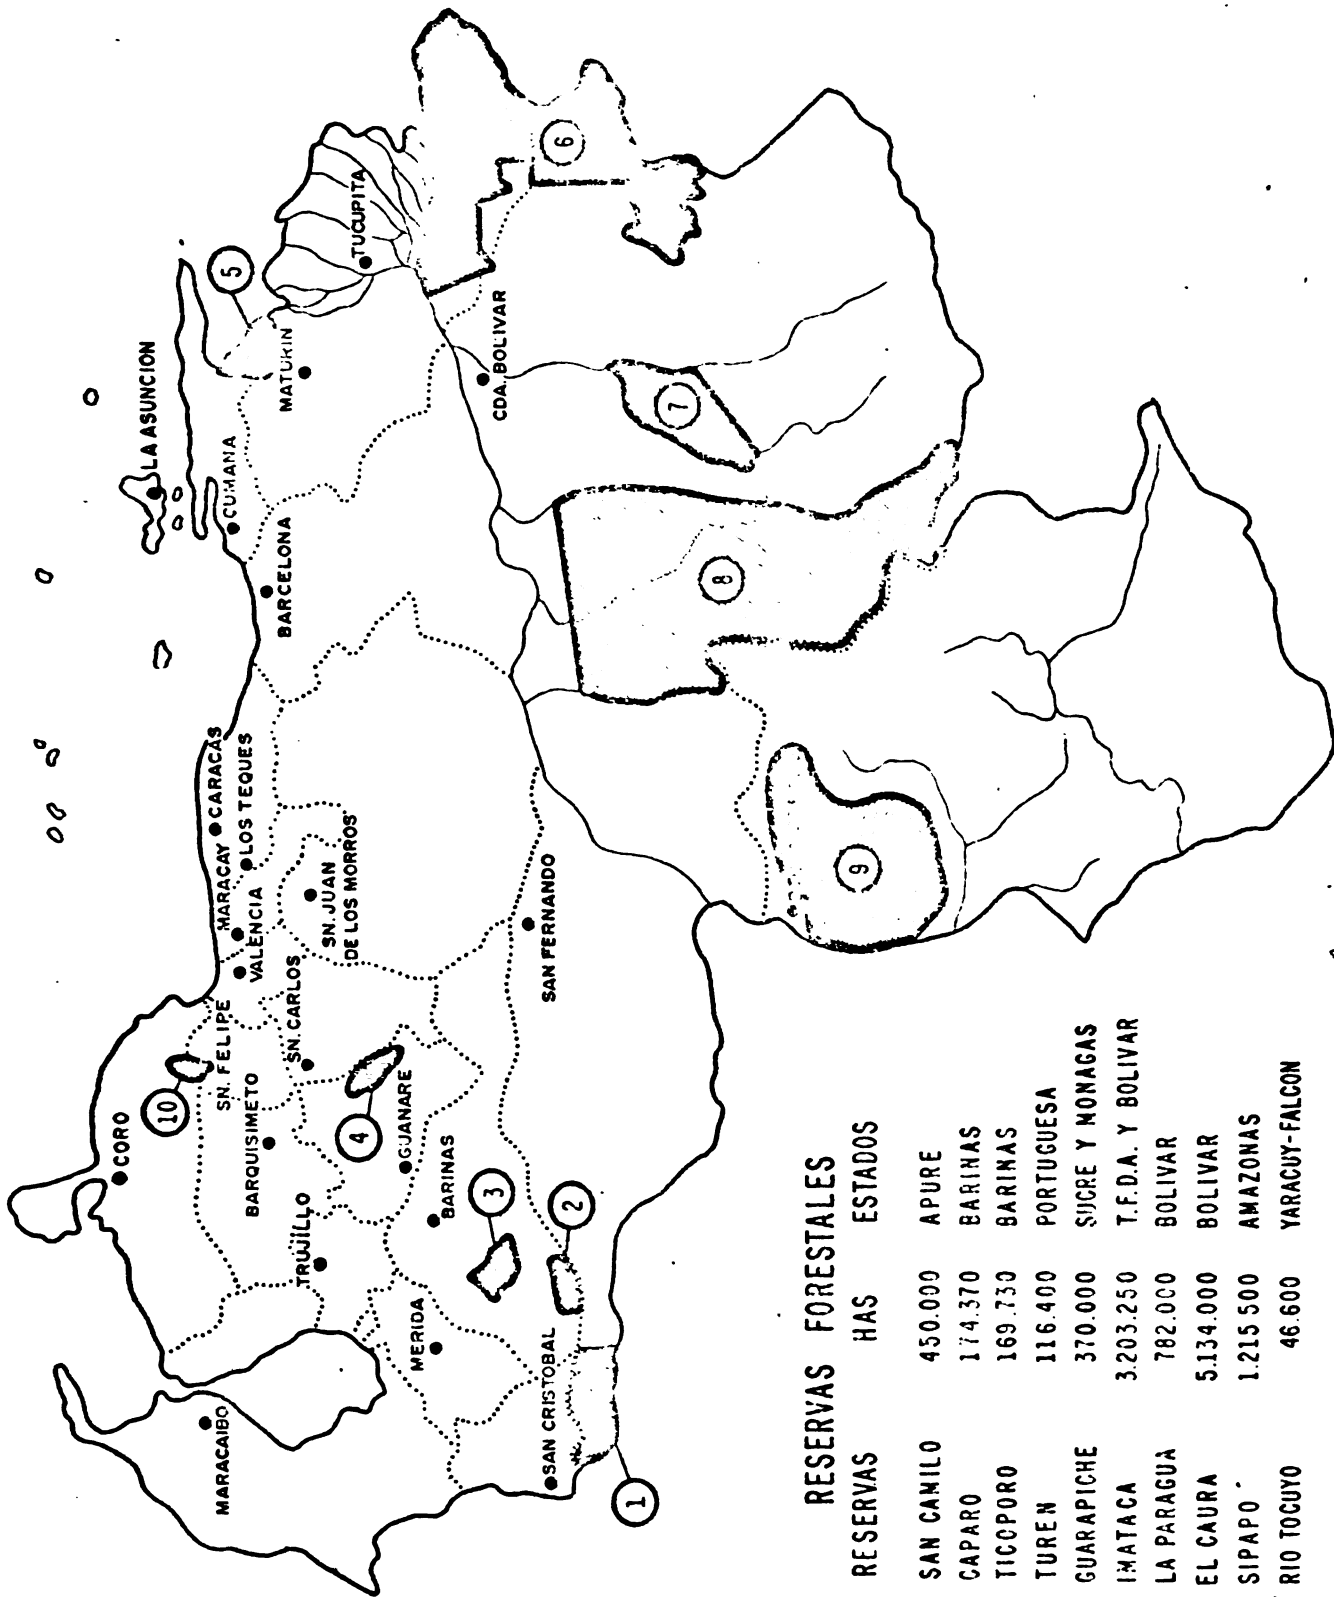 LA ASUNCION
CUMANA
BARCELONA
MATURIN
TUCUPITA
CDA. BOLIVAR
CARACAS
LOS TEQUES
MARACAY
VALENCIA
SN. JUAN
DE LOS MORROS
SN. CARLOS
SN. FELIPE
SAN FERNANDO
CORO
BARQUISIMETO
GUANARE
BARINAS
TRUJILLO
MERIDA
SAN CRISTOBAL
MARACAIBO
1
2
3
4
5
6
7
8
9
10
RESERVAS FORESTALES
RESERVAS HAS ESTADOS
SAN CAMILO 450.000 APURE
CAPARO 174.370 BARINAS
TICOPORO 169.730 BARINAS
TUREN 116.400 PORTUGUESA
GUARAPICHE 370.000 SUCRE Y MONAGAS
IMATACA 3.203.250 T.F.D.A. Y BOLIVAR
LA PARAGUA 782.000 BOLIVAR
EL CAURA 5.134.000 BOLIVAR
SIPAPO 1.215 500 AMAZONAS
RIO TOCUYO 46.600 YARACUY-FALCON